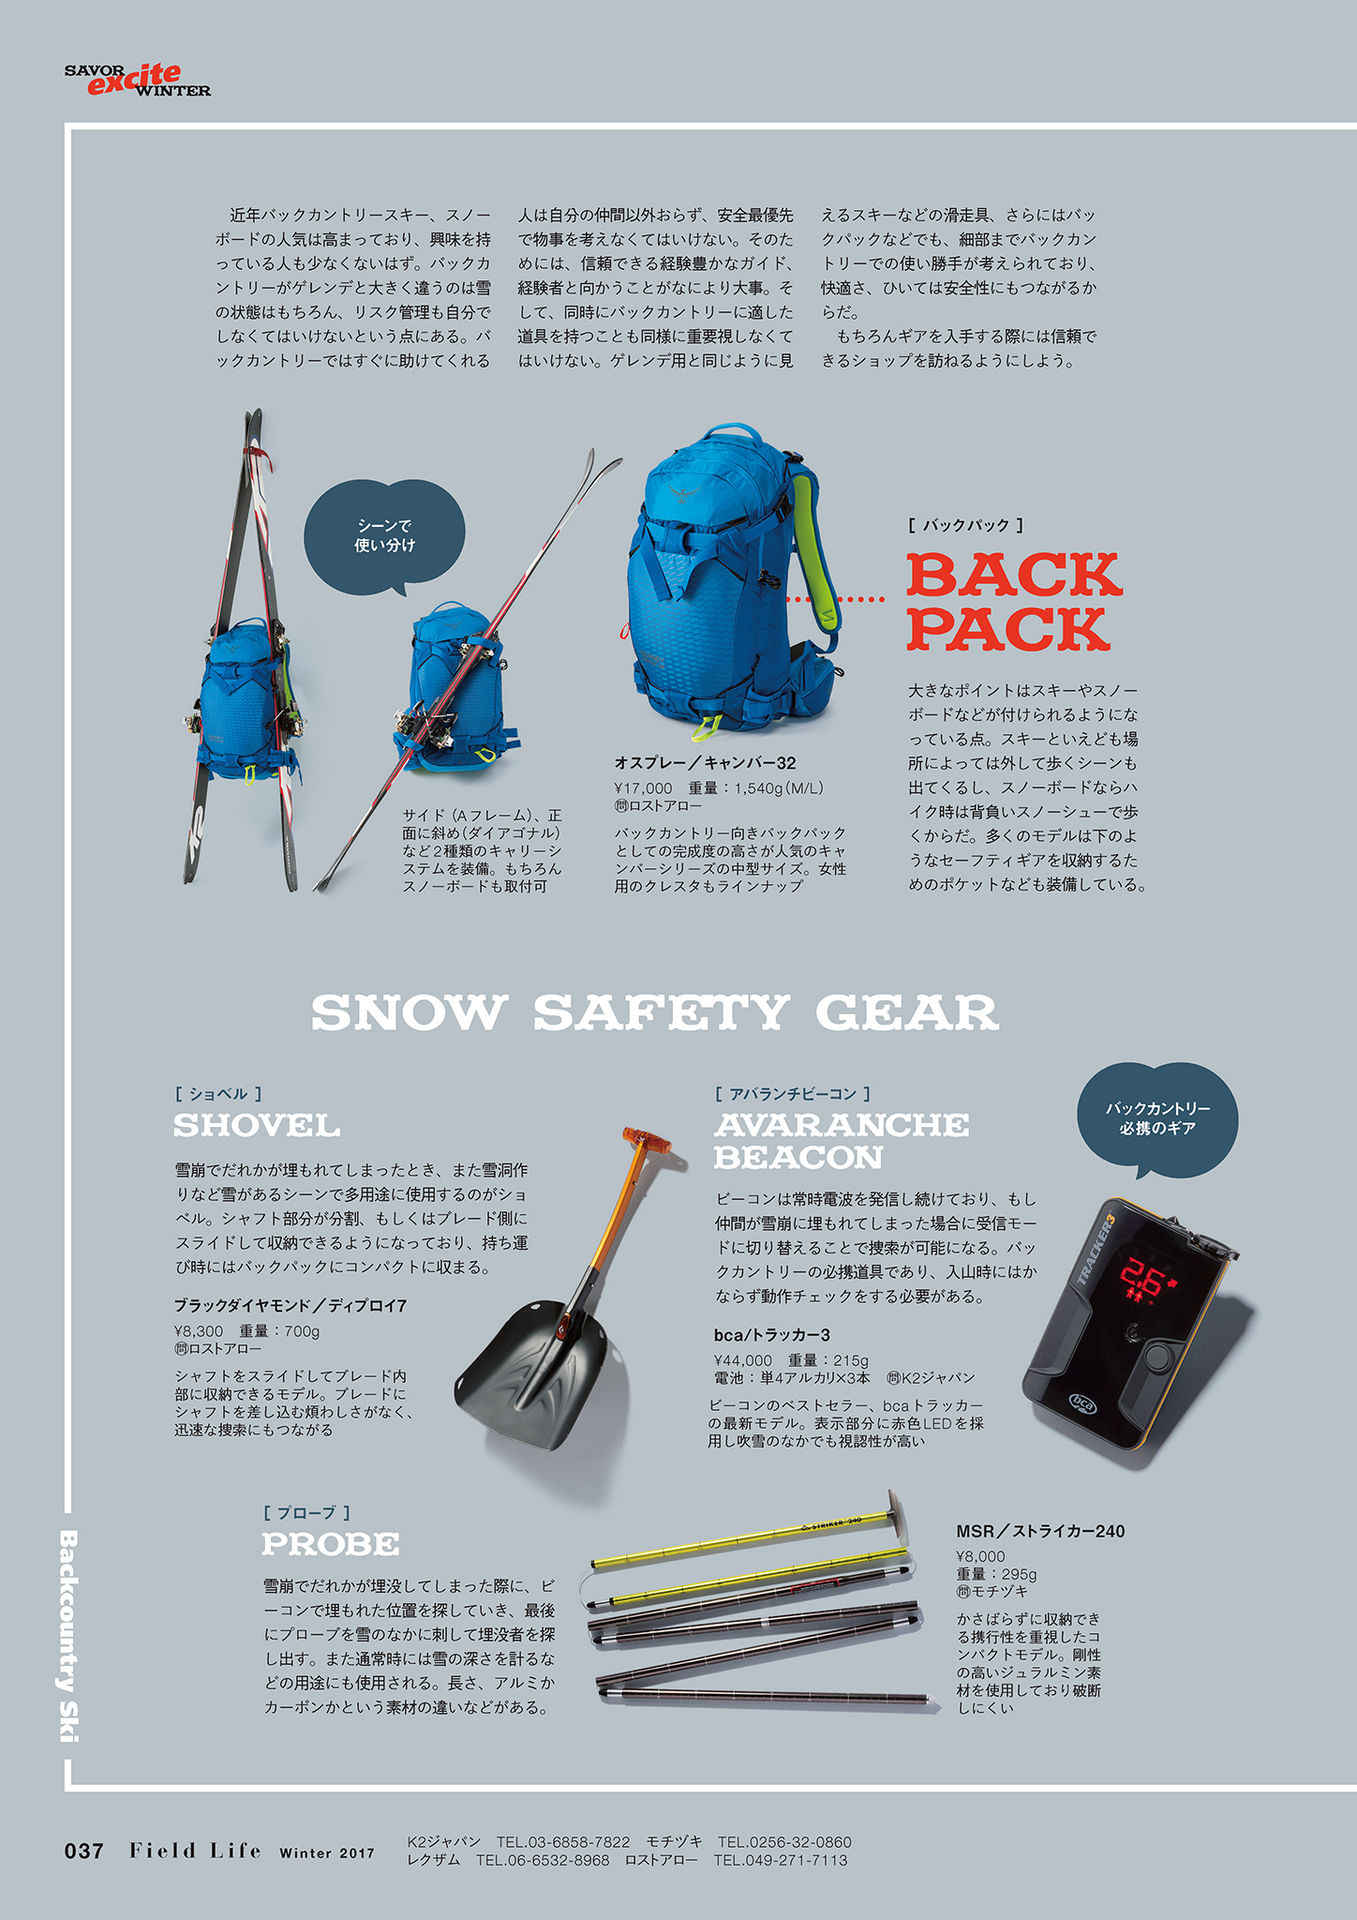 SAVOR
excite
WINTER
　近年バックカントリースキー、スノー
ボードの人気は高まっており、興味を持
っている人も少なくないはず。バックカ
ントリーがゲレンデと大きく違うのは雪
の状態はもちろん、リスク管理も自分で
しなくてはいけないという点にある。バ
ックカントリーではすぐに助けてくれる
人は自分の仲間以外おらず、安全最優先
で物事を考えなくてはいけない。そのた
めには、信頼できる経験豊かなガイド、
経験者と向かうことがなにより大事。そ
して、同時にバックカントリーに適した
道具を持つことも同様に重要視しなくて
はいけない。ゲレンデ用と同じように見
えるスキーなどの滑走具、さらにはバッ
クパックなどでも、細部までバックカン
トリーでの使い勝手が考えられており、
快適さ、ひいては安全性にもつながるか
らだ。
　もちろんギアを入手する際には信頼で
きるショップを訪ねるようにしよう。
シーンで
使い分け
サイド（Aフレーム）、正
面に斜め（ダイアゴナル）
など2種類のキャリーシ
ステムを装備。もちろん
スノーボードも取付可
オスプレー／キャンバー32
¥17,000　重量：1,540g（M/L）
㉄ロストアロー
バックカントリー向きバックパック
としての完成度の高さが人気のキャ
ンバーシリーズの中型サイズ。女性
用のクレスタもラインナップ
[ バックパック ]
BACK
PACK
大きなポイントはスキーやスノー
ボードなどが付けられるようにな
っている点。スキーといえども場
所によっては外して歩くシーンも
出てくるし、スノーボードならハ
イク時は背負いスノーシューで歩
くからだ。多くのモデルは下のよ
うなセーフティギアを収納するた
めのポケットなども装備している。
SNOW SAFETY GEAR
[ ショベル ]
SHOVEL
雪崩でだれかが埋もれてしまったとき、また雪洞作
りなど雪があるシーンで多用途に使用するのがショ
ベル。シャフト部分が分割、もしくはブレード側に
スライドして収納できるようになっており、持ち運
び時にはバックパックにコンパクトに収まる。
ブラックダイヤモンド／ディプロイ7
¥8,300　重量：700g
㉄ロストアロー
シャフトをスライドしてブレード内
部に収納できるモデル。ブレードに
シャフトを差し込む煩わしさがなく、
迅速な捜索にもつながる
[ アバランチビーコン ]
AVARANCHE
BEACON
ビーコンは常時電波を発信し続けており、もし
仲間が雪崩に埋もれてしまった場合に受信モー
ドに切り替えることで捜索が可能になる。バッ
クカントリーの必携道具であり、入山時にはか
ならず動作チェックをする必要がある。
bca/トラッカー3
¥44,000　重量：215g
電池：単4アルカリ×3本　㉄K2ジャパン
ビーコンのベストセラー、bcaトラッカー
の最新モデル。表示部分に赤色LEDを採
用し吹雪のなかでも視認性が高い
バックカントリー
必携のギア
TRACKER3
2.6
bca
[ プローブ ]
PROBE
雪崩でだれかが埋没してしまった際に、ビ
ーコンで埋もれた位置を探していき、最後
にプローブを雪のなかに刺して埋没者を探
し出す。また通常時には雪の深さを計るな
どの用途にも使用される。長さ、アルミか
カーボンかという素材の違いなどがある。
STRIKER 240
MSR／ストライカー240
¥8,000
重量：295g
㉄モチヅキ
かさばらずに収納でき
る携行性を重視したコ
ンパクトモデル。剛性
の高いジュラルミン素
材を使用しており破断
しにくい
Backcountry Ski
037 Field Life Winter 2017
K2ジャパン　TEL.03-6858-7822　モチヅキ　TEL.0256-32-0860
レクザム　TEL.06-6532-8968　ロストアロー　TEL.049-271-7113